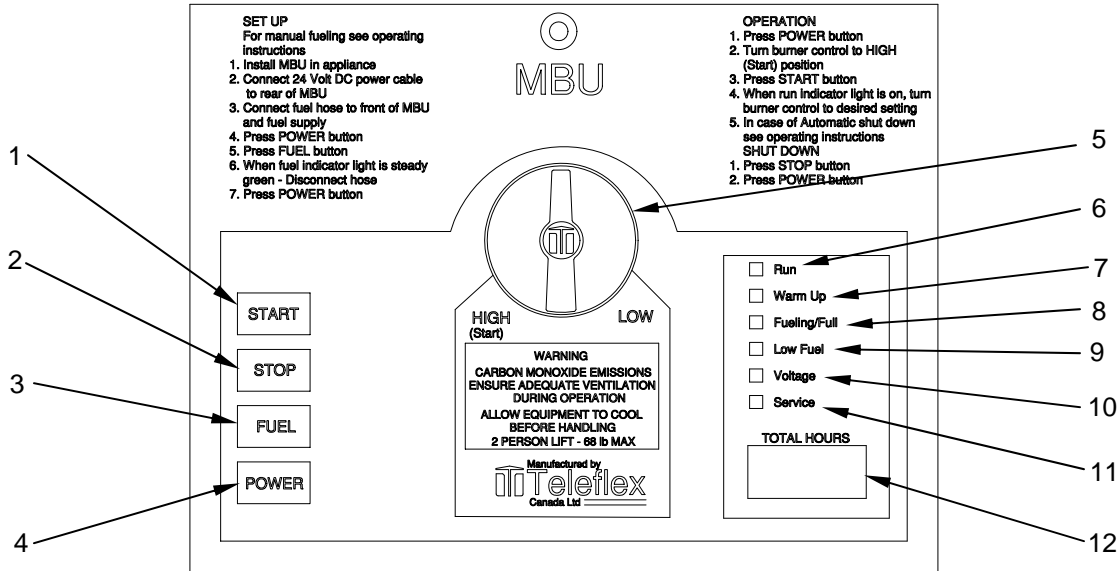 SET UP
For manual fueling see operating
instructions
1. Install MBU in appliance
2. Connect 24 Volt DC power cable
to rear of MBU
3. Connect fuel hose to front of MBU
and fuel supply
4. Press POWER button
5. Press FUEL button
6. When fuel indicator light is steady
green - Disconnect hose
7. Press POWER button
MBU
OPERATION
1. Press POWER button
2. Turn burner control to HIGH
(Start) position
3. Press START button
4. When run indicator light is on, turn
burner control to desired setting
5. In case of Automatic shut down
see operating instructions
SHUT DOWN
1. Press STOP button
2. Press POWER button
1
2
3
4
START
STOP
FUEL
POWER
HIGH
(Start)
LOW
WARNING
CARBON MONOXIDE EMISSIONS
ENSURE ADEQUATE VENTILATION
DURING OPERATION
ALLOW EQUIPMENT TO COOL
BEFORE HANDLING
2 PERSON LIFT - 68 lb MAX
Manufactured by
Teleflex
Canada Ltd
Run
Warm Up
Fueling/Full
Low Fuel
Voltage
Service
TOTAL HOURS
5
6
7
8
9
10
11
12